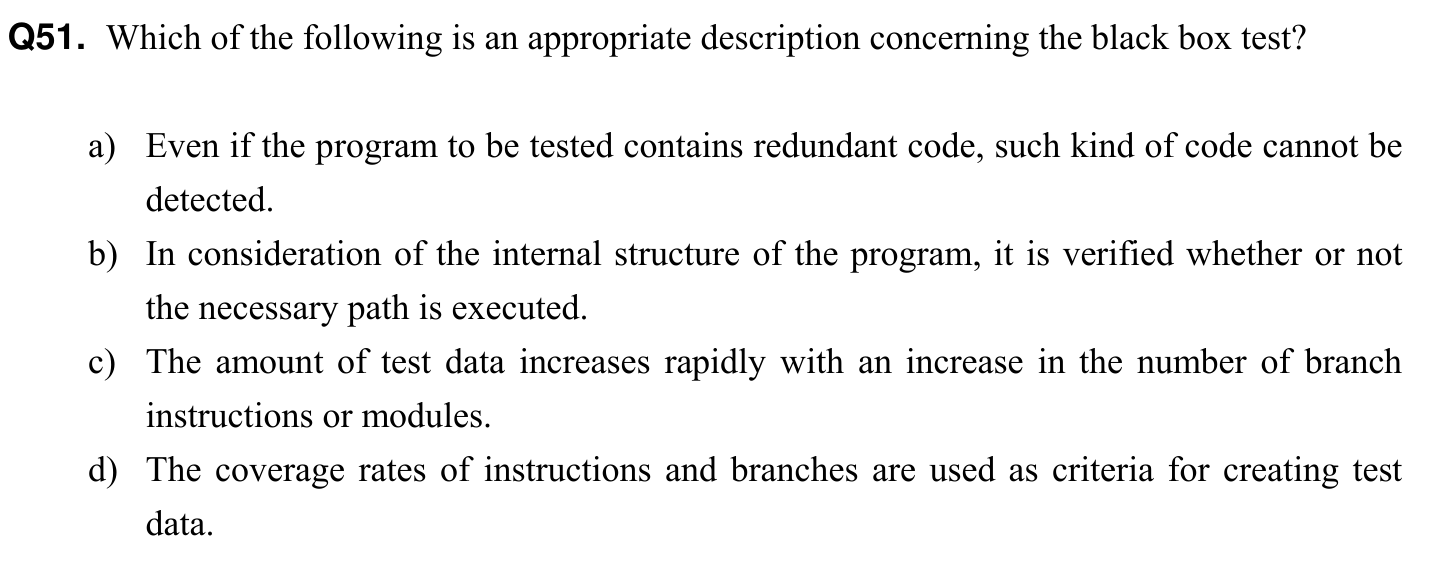 Q51. Which of the following is an appropriate description concerning the black box test?
a) Even if the program to be tested contains redundant code, such kind of code cannot be
detected.
b) In consideration of the internal structure of the program, it is verified whether or not
the necessary path is executed.
c) The amount of test data increases rapidly with an increase in the number of branch
instructions or modules.
d) The coverage rates of instructions and branches are used as criteria for creating test
data.